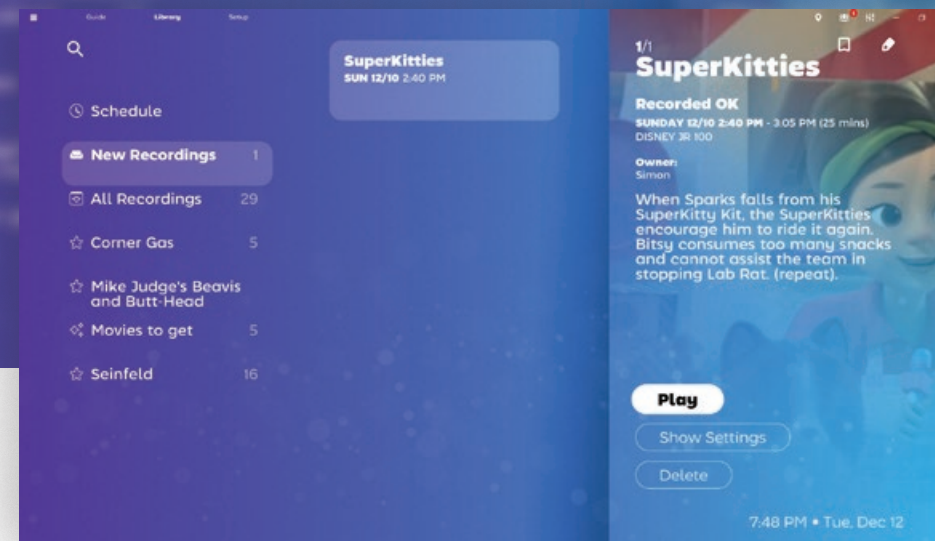 Guide Library Setup
Schedule
New Recordings 1
All Recordings 29
Corner Gas 5
Mike Judge's Beavis
and Butt-Head
Movies to get 5
Seinfeld 16
SuperKitties
SUN 12/10 2:40 PM
1/1
SuperKitties
Recorded OK
SUNDAY 12/10 2:40 PM - 3:05 PM (25 mins)
DISNEY JR 100
Owner:
Simon
When Sparks falls from his
SuperKitty Kit, the SuperKitties
encourage him to ride it again.
Bitsy consumes too many snacks
and cannot assist the team in
stopping Lab Rat. (repeat).
Play
Show Settings
Delete
7:48 PM • Tue, Dec 12